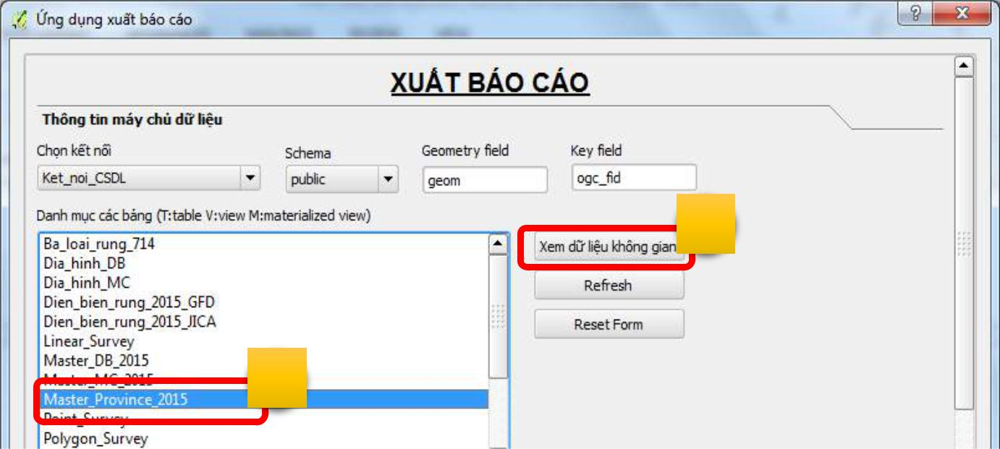 Ứng dụng xuất báo cáo
XUẤT BÁO CÁO
Thông tin máy chủ dữ liệu
Chọn kết nối
Schema
Geometry field
Key field
Ket_noi_CSDL
public
geom
ogc_fid
Danh mục các bảng (T:table V:view M:materialized view)
Ba_loai_rung_714
Dia_hinh_DB
Dia_hinh_MC
Dien_bien_rung_2015_GFD
Dien_bien_rung_2015_JICA
Linear_Survey
Master_DB_2015
Master_MC_2015
Master_Province_2015
Point_Survey
Polygon_Survey
Xem dữ liệu không gian
Refresh
Reset Form